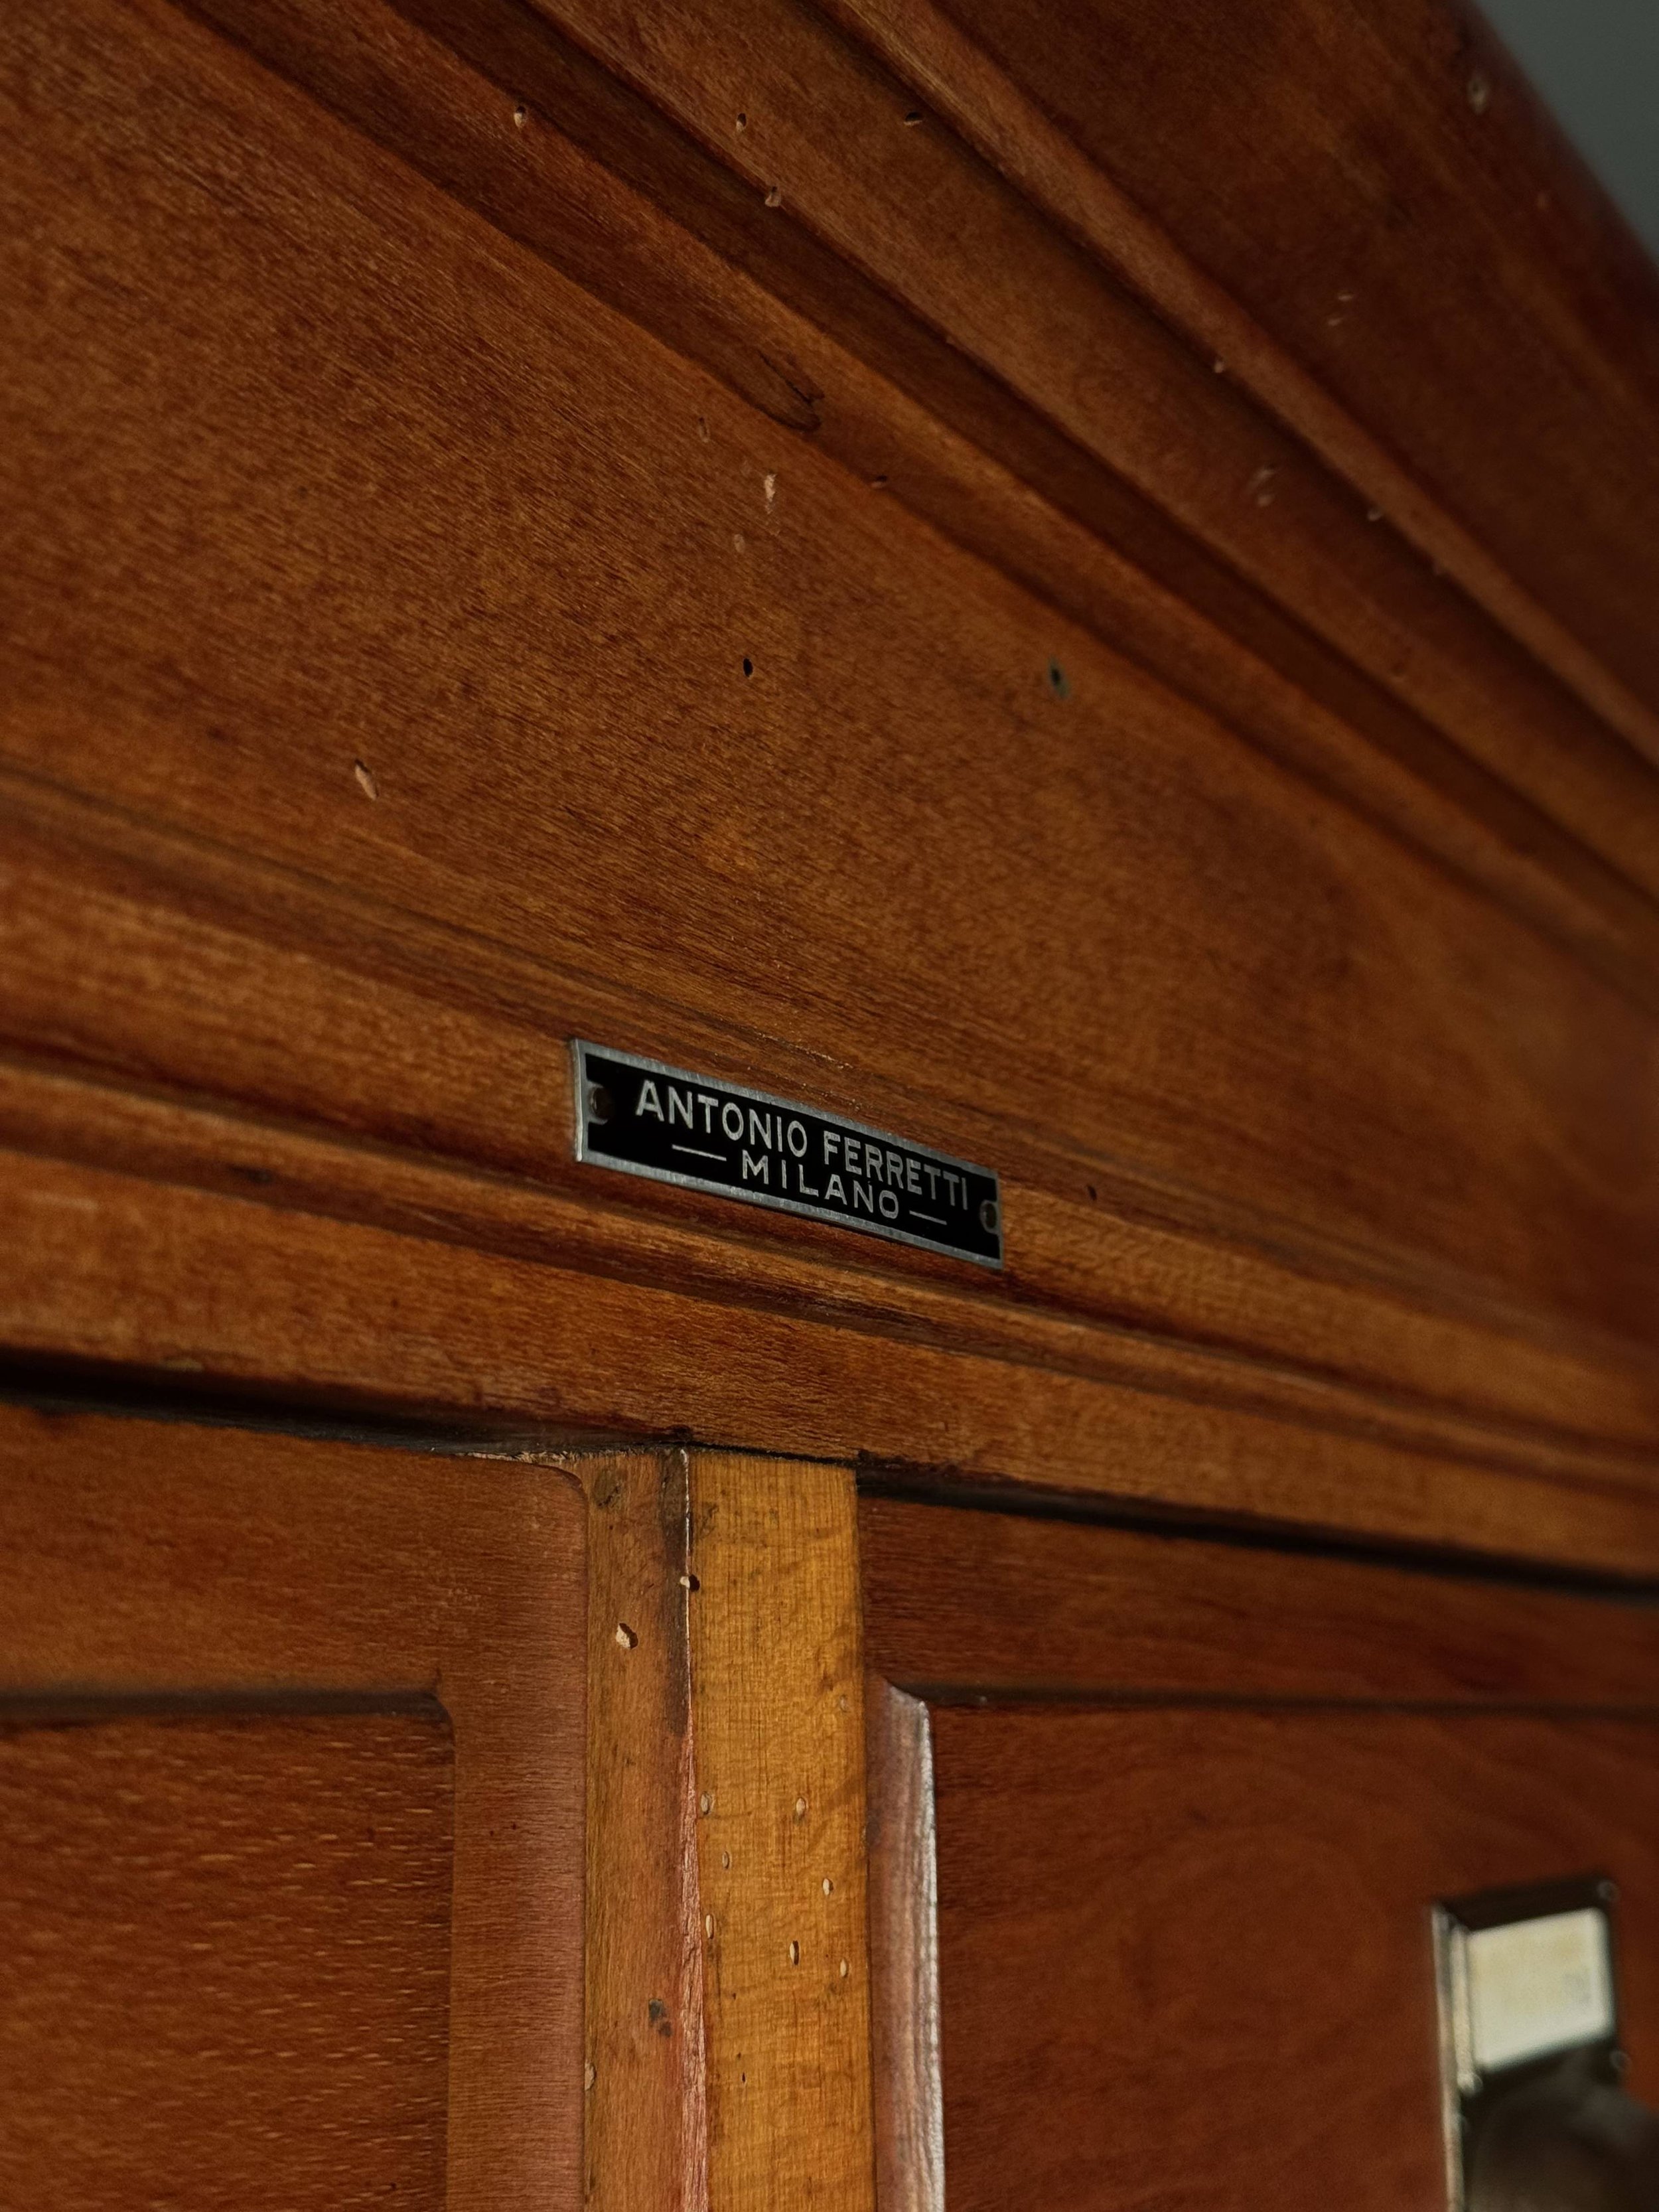 ANTONIO FERRETTI
— MILANO —